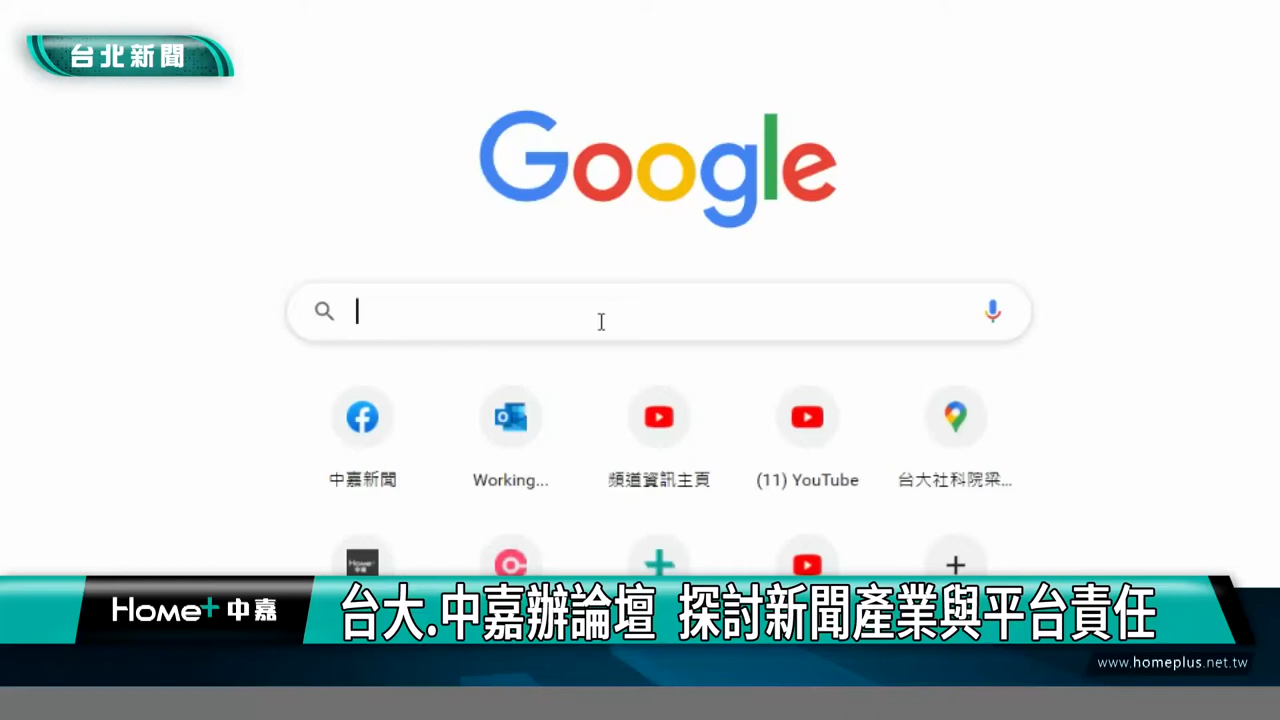 台北新聞
Google
中嘉新聞
Working...
頻道資訊主頁
(11) YouTube
台大社科院梁...
Home+ 中嘉
台大.中嘉辦論壇 探討新聞產業與平台責任
www.homeplus.net.tw